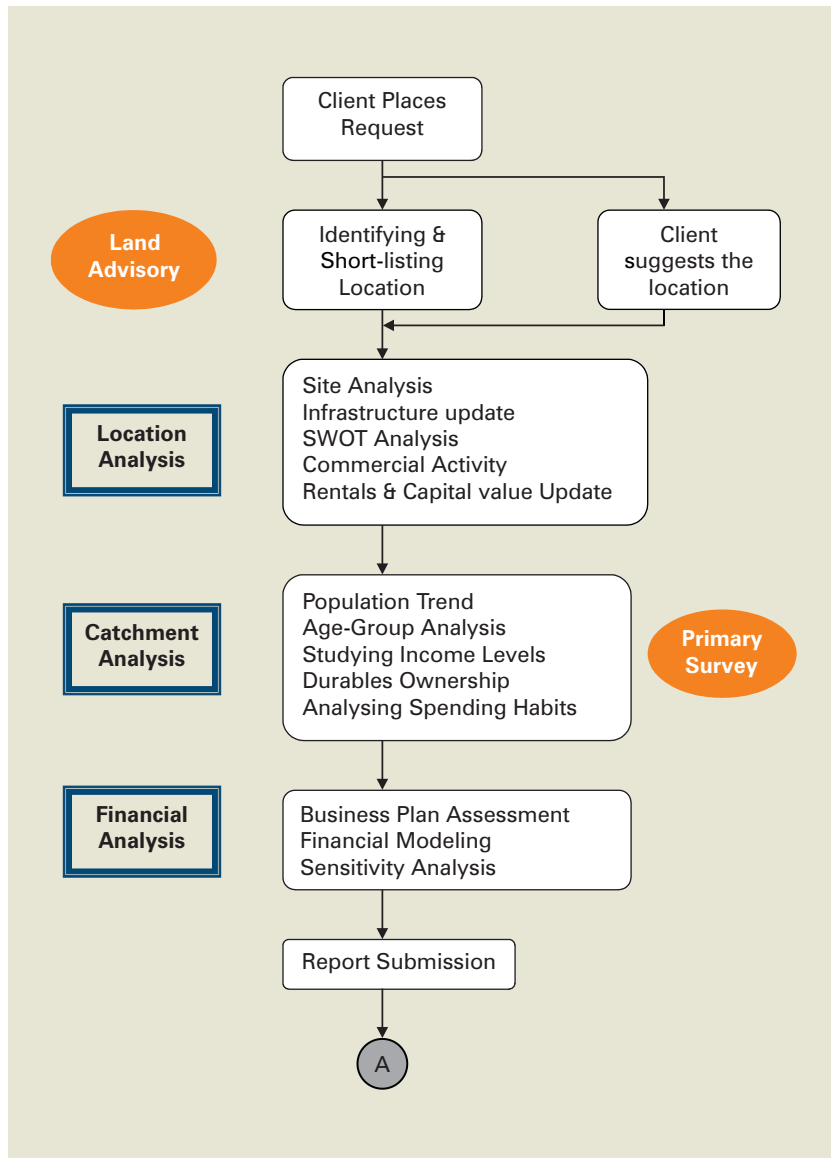 Client Places
Request
Land
Advisory
Identifying &
Short-listing
Location
Client
suggests the
location
Location
Analysis
Site Analysis
Infrastructure update
SWOT Analysis
Commercial Activity
Rentals & Capital value Update
Catchment
Analysis
Population Trend
Age-Group Analysis
Studying Income Levels
Durables Ownership
Analysing Spending Habits
Primary
Survey
Financial
Analysis
Business Plan Assessment
Financial Modeling
Sensitivity Analysis
Report Submission
A